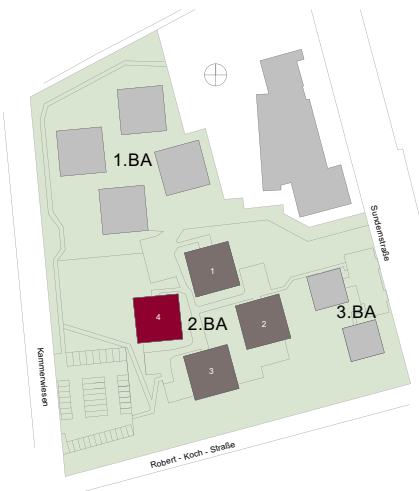 1.BA
Sundernstraße
1
3.BA
4
2.BA
2
3
Kammerwiesen
Robert - Koch - Straße